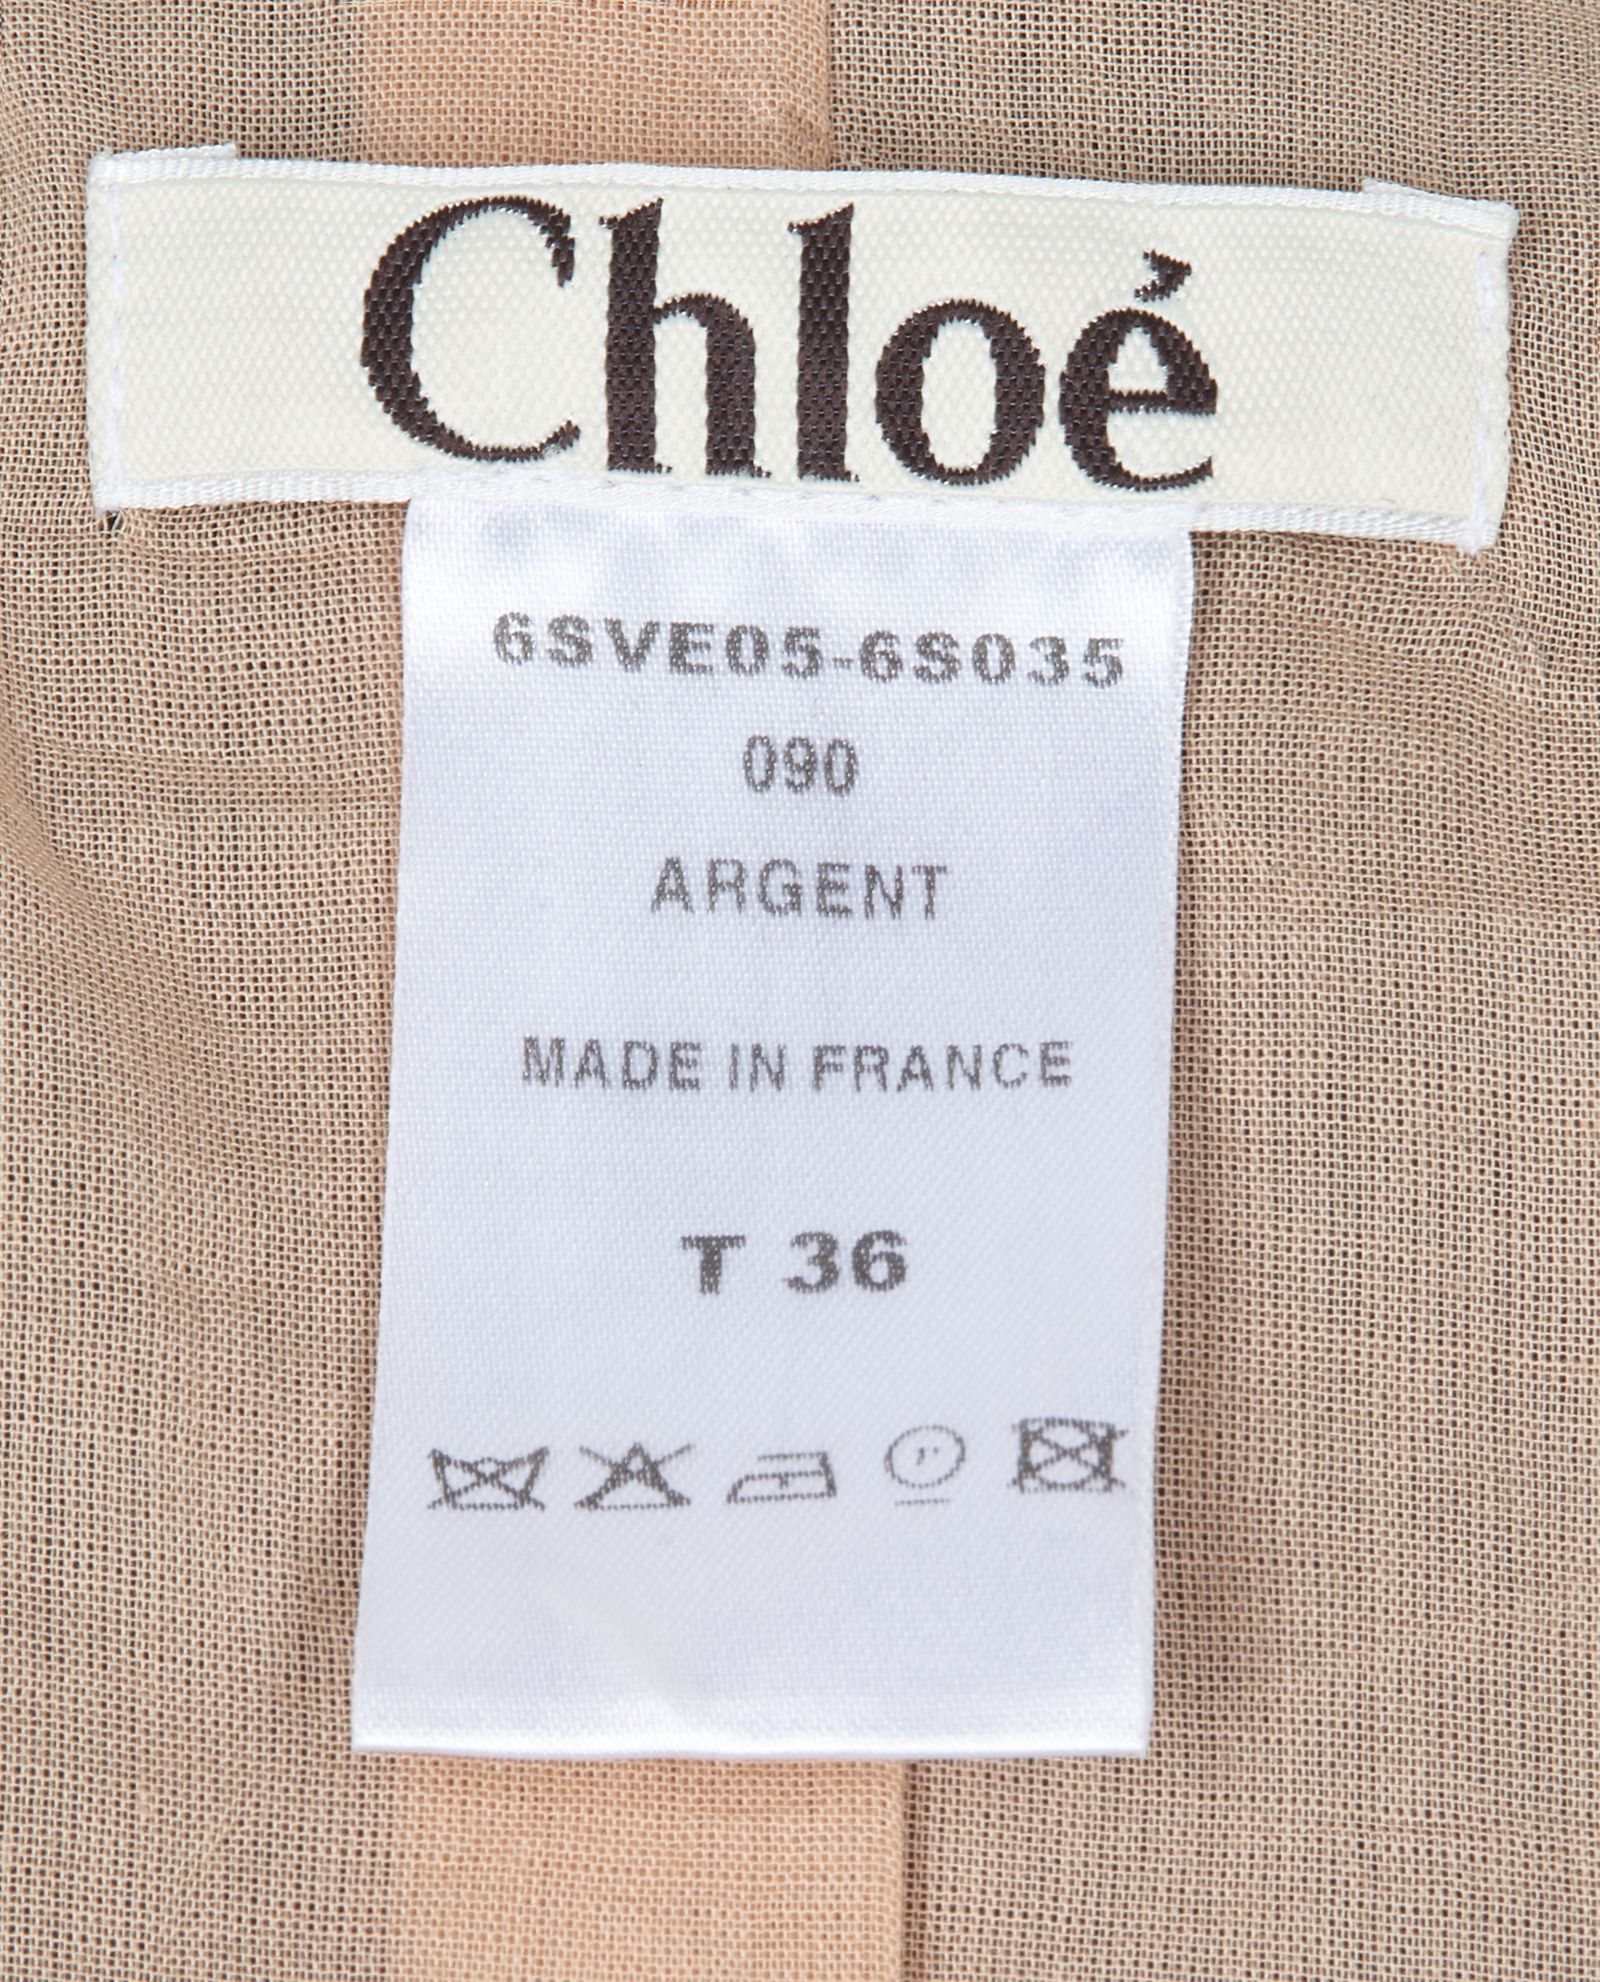 Chloé
6SVE05-6S035
090
ARGENT
MADE IN FRANCE
T 36